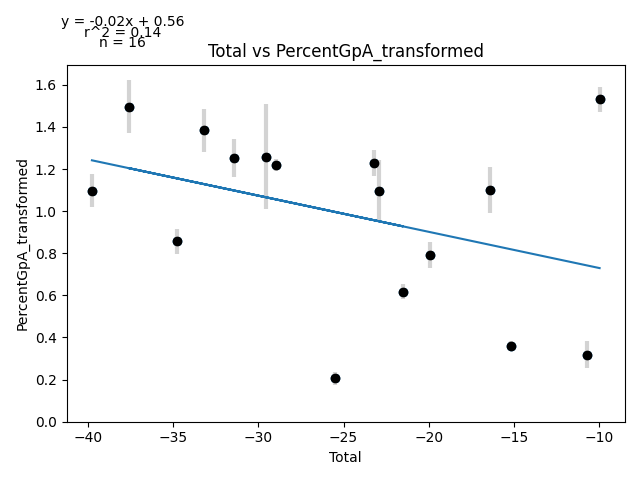 y = -0.02x + 0.56
r^2 = 0.14
n = 16
Total vs PercentGpA_transformed
PercentGpA_transformed
1.6
1.4
1.2
1.0
0.8
0.6
0.4
0.2
0.0
−40 −35 −30 −25 −20 −15 −10
Total